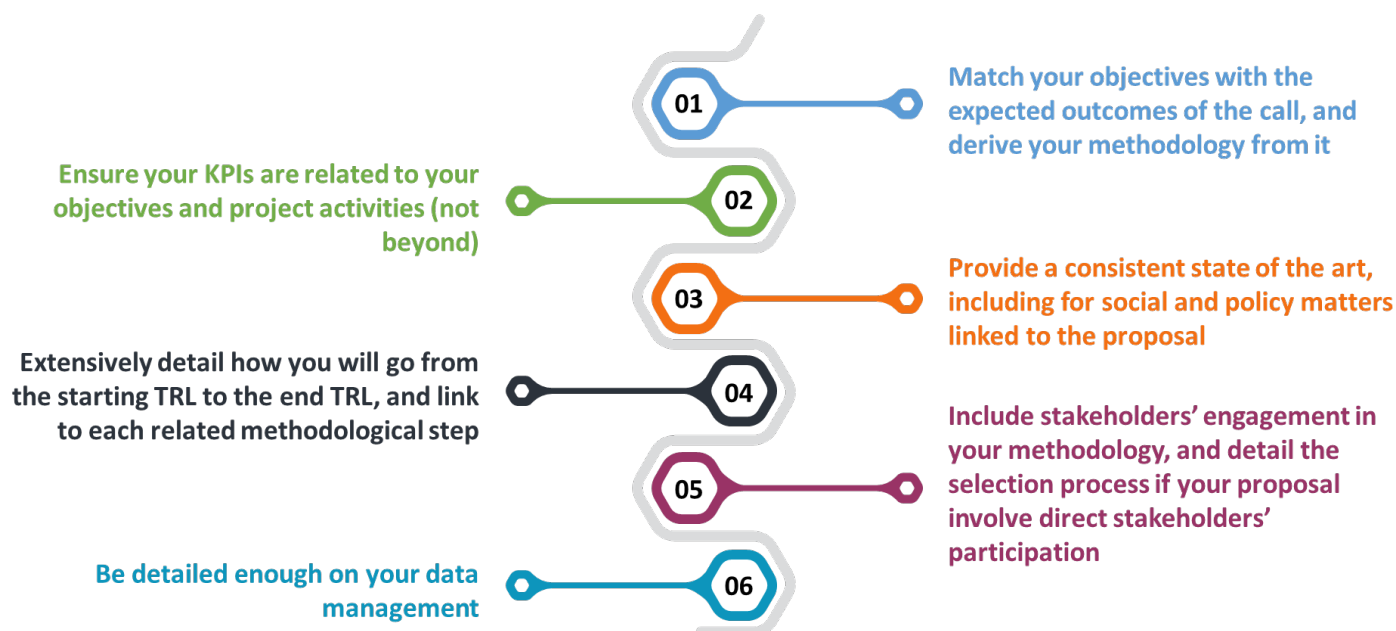 01
Match your objectives with the
expected outcomes of the call, and
derive your methodology from it
Ensure your KPIs are related to your
objectives and project activities (not
beyond)
02
03
Provide a consistent state of the art,
including for social and policy matters
linked to the proposal
Extensively detail how you will go from
the starting TRL to the end TRL, and link
to each related methodological step
04
05
Include stakeholders’ engagement in
your methodology, and detail the
selection process if your proposal
involve direct stakeholders’
participation
Be detailed enough on your data
management
06